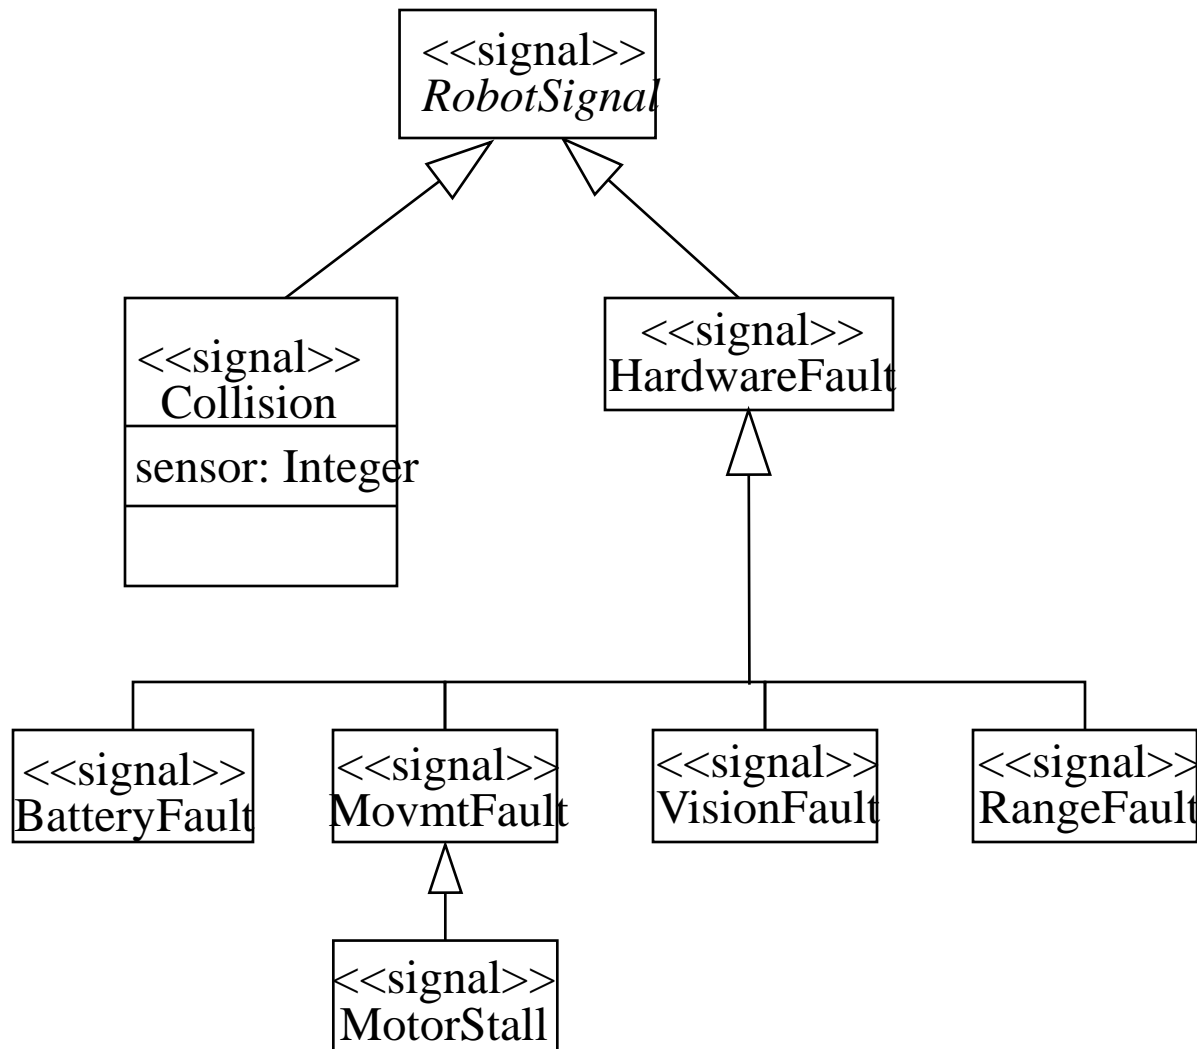 <<signal>>
RobotSignal
<<signal>>
Collision
sensor: Integer
<<signal>>
HardwareFault
<<signal>>
BatteryFault
<<signal>>
MovmtFault
<<signal>>
VisionFault
<<signal>>
RangeFault
<<signal>>
MotorStall